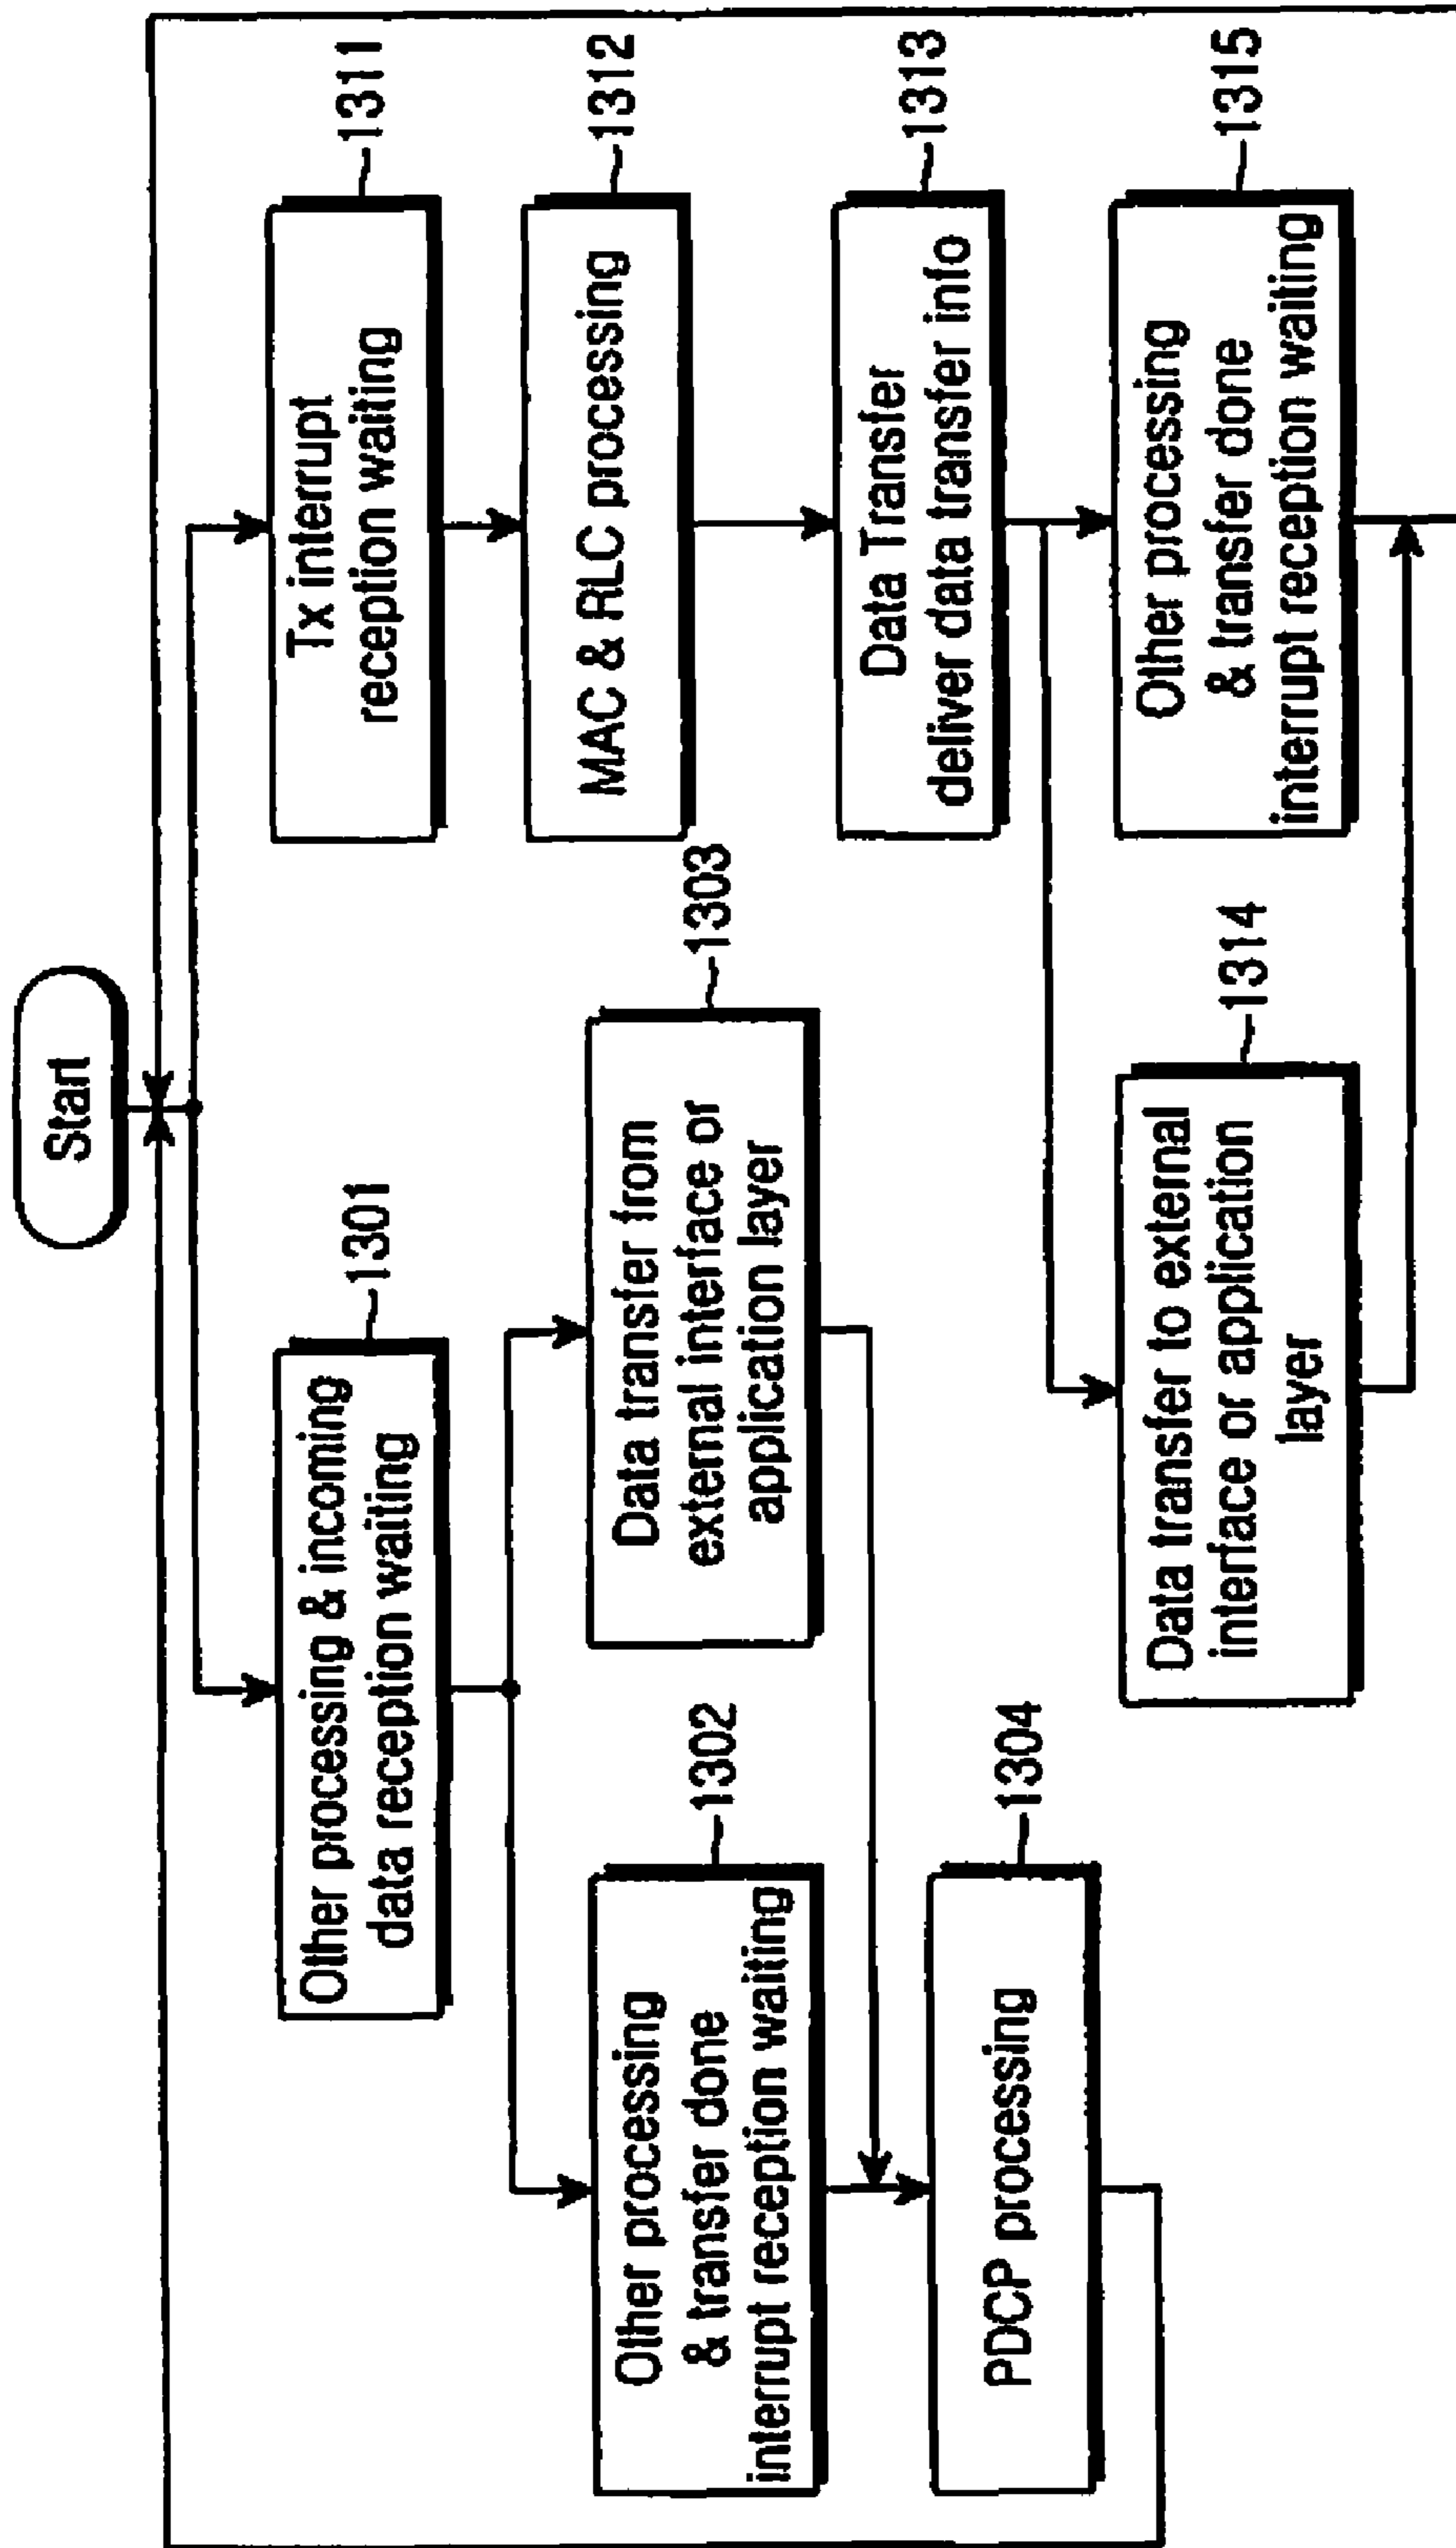 Start
Other processing & incoming
data reception waiting
1301
Other processing
& transfer done
interrupt reception waiting
1302
Data transfer from
external interface or
application layer
1303
PDCP processing
1304
Tx interrupt
reception waiting
1311
MAC & RLC processing
1312
Data Transfer
deliver data transfer info
1313
Data transfer to external
interface or application
layer
1314
Other processing
& transfer done
interrupt reception waiting
1315